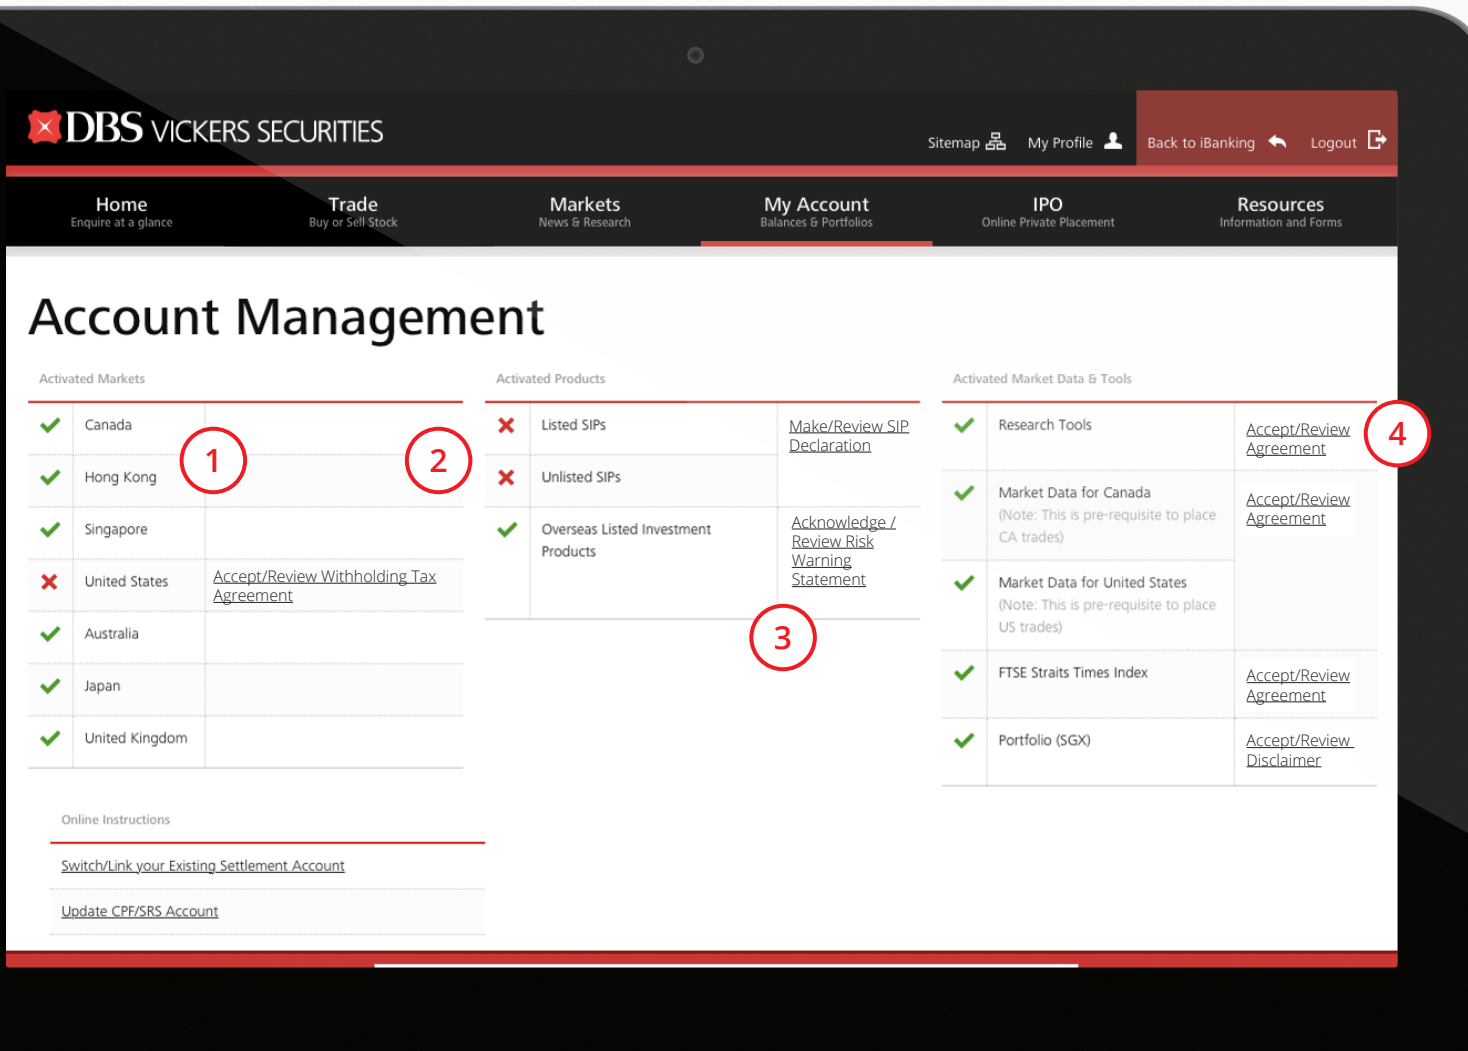 DBS VICKERS SECURITIES
Sitemap My Profile Back to iBanking Logout
Home Trade Markets My Account IPO Resources
Enquire at a glance Buy or Sell Stock News & Research Balances & Portfolios Online Private Placement Information and Forms
Account Management
Activated Markets
Canada
1
2
Hong Kong
Singapore
United States
Accept/Review Withholding Tax
Agreement
Australia
Japan
United Kingdom
Activated Products
Listed SIPs
Make/Review SIP
Declaration
Unlisted SIPs
Overseas Listed Investment
Products
Acknowledge /
Review Risk
Warning
Statement
3
Activated Market Data & Tools
Research Tools
Accept/Review
Agreement
4
Market Data for Canada
(Note: This is pre-requisite to place
CA trades)
Accept/Review
Agreement
Market Data for United States
(Note: This is pre-requisite to place
US trades)
FTSE Straits Times Index
Accept/Review
Agreement
Portfolio (SGX)
Accept/Review
Disclaimer
Online Instructions
Switch/Link your Existing Settlement Account
Update CPF/SRS Account